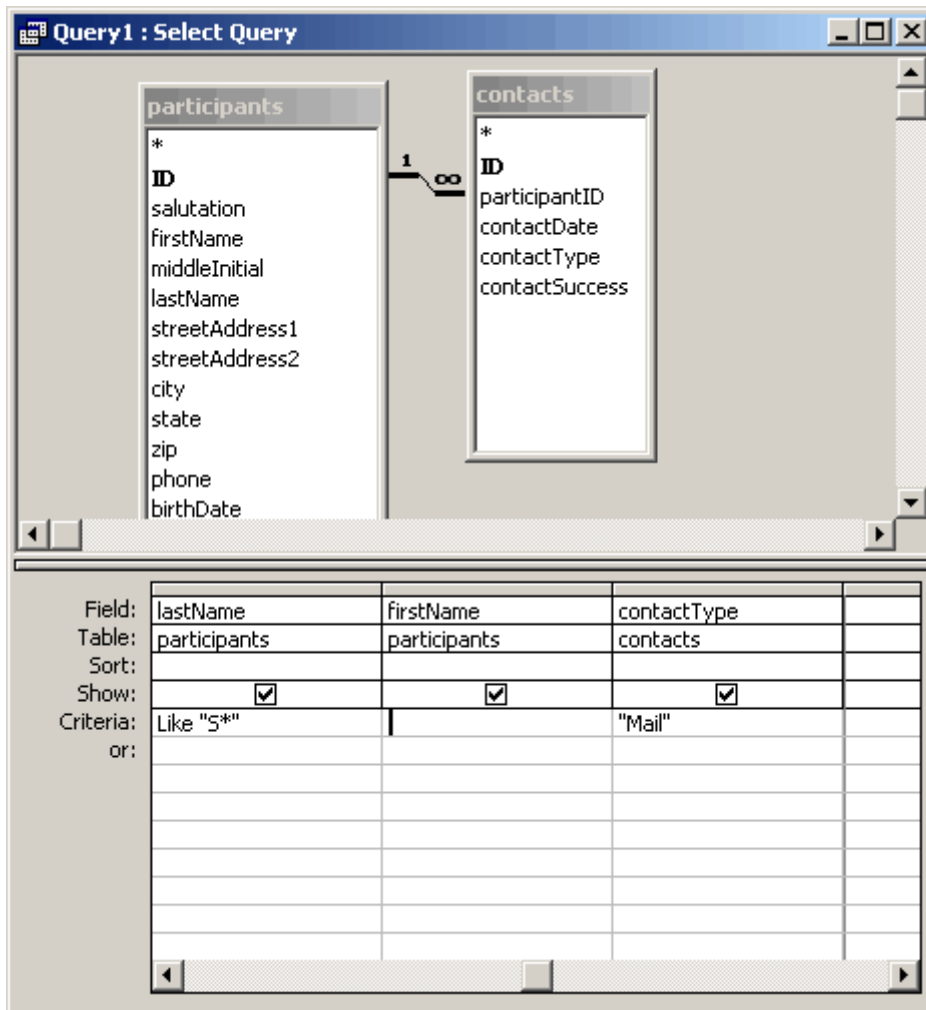 Query1 : Select Query
participants
*
ID
salutation
firstName
middleInitial
lastName
streetAddress1
streetAddress2
city
state
zip
phone
birthDate
1 ∞
contacts
*
ID
participantID
contactDate
contactType
contactSuccess
Field: lastName firstName contactType
Table: participants participants contacts
Sort:
Show:
Criteria: Like "S*" "Mail"
or: